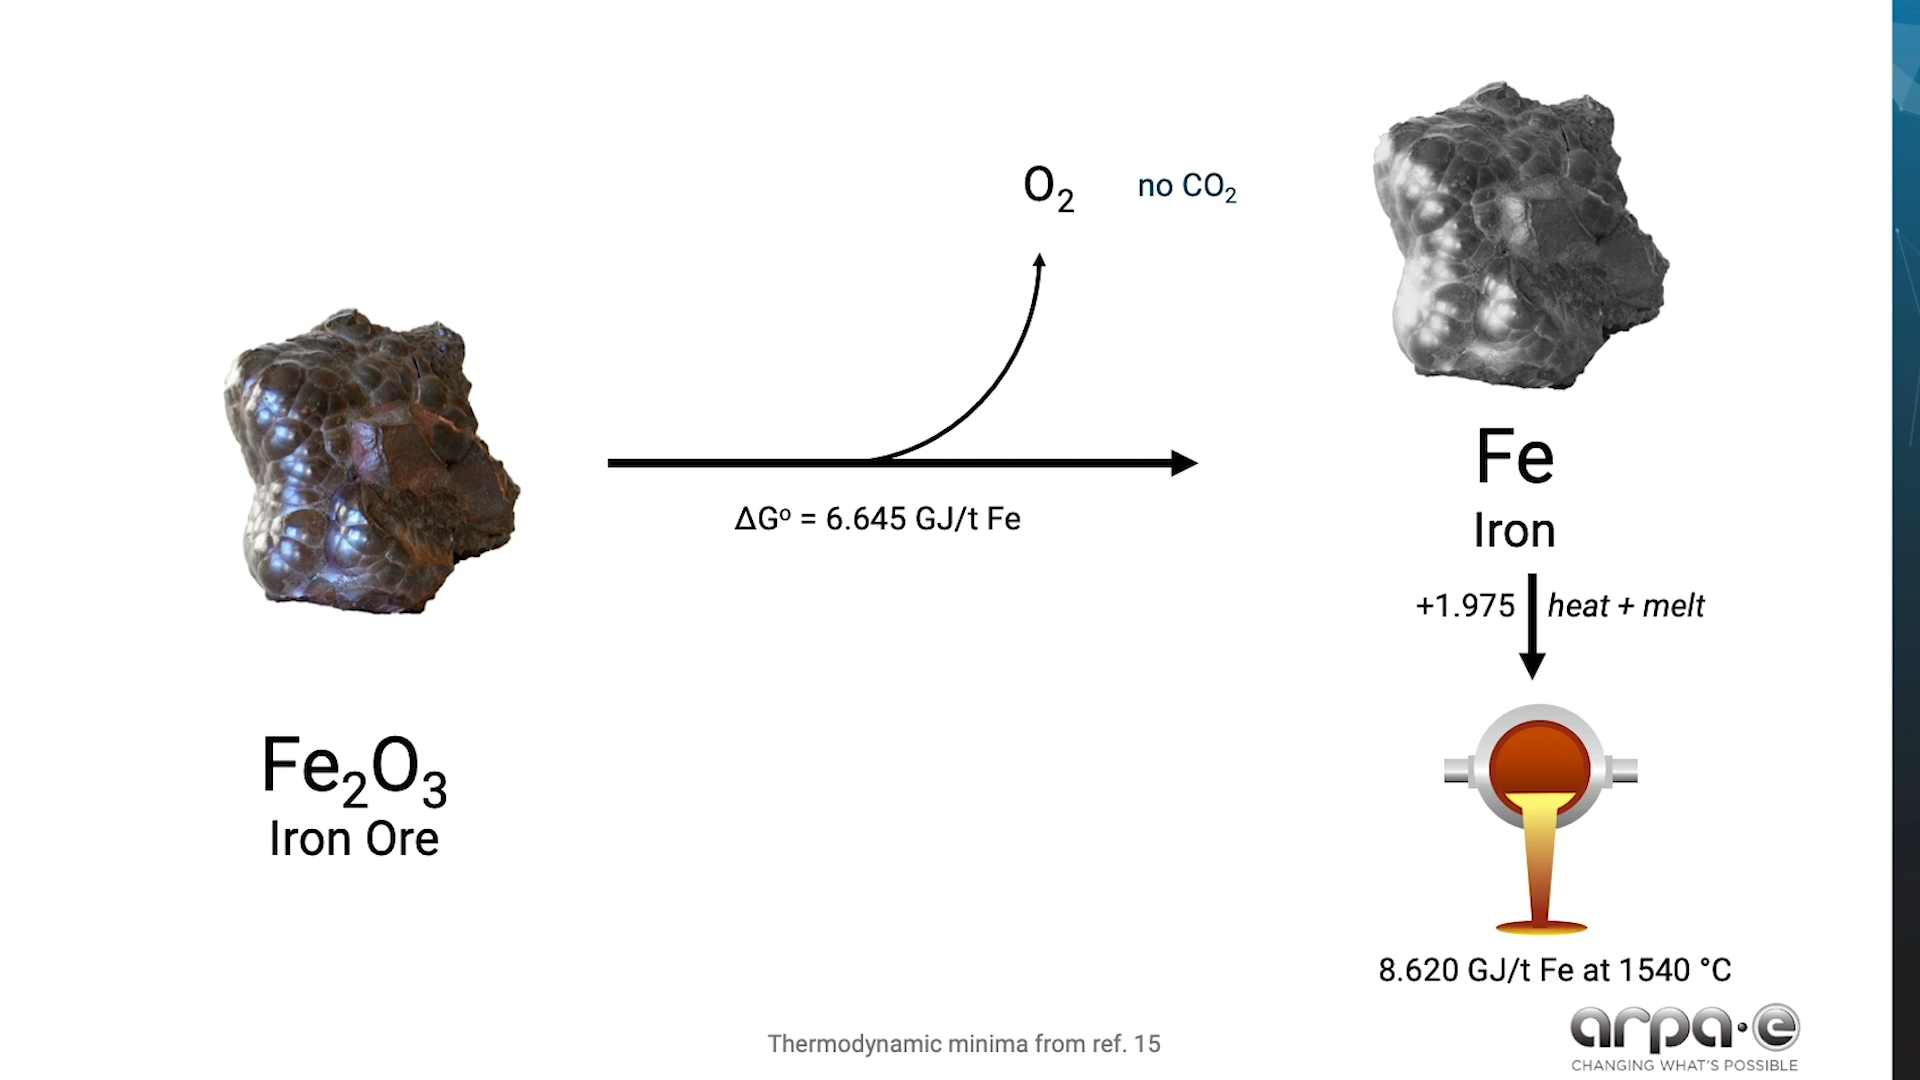 O₂
no CO₂
ΔGº = 6.645 GJ/t Fe
Fe₂O₃
Iron Ore
Fe
Iron
+1.975
heat + melt
8.620 GJ/t Fe at 1540 °C
Thermodynamic minima from ref. 15
arpa·e
CHANGING WHAT'S POSSIBLE